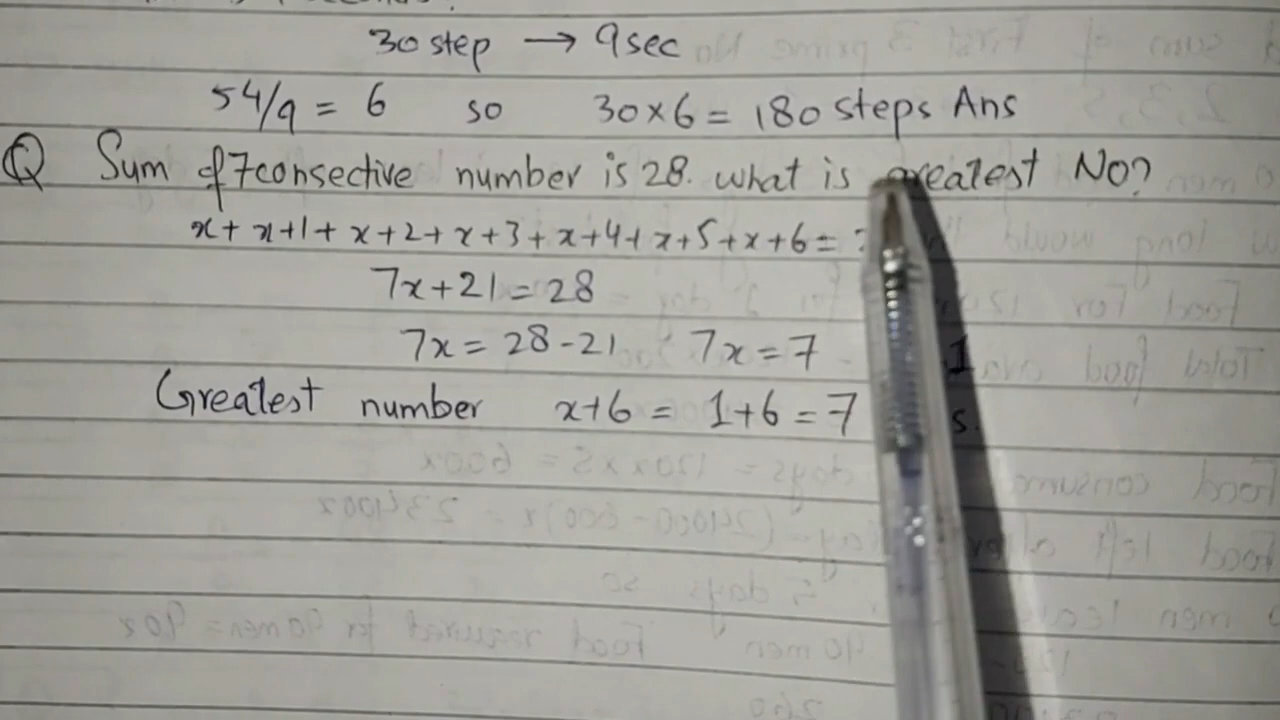 30 step → 9sec
54/9 = 6 so 30×6 = 180 steps Ans
Q Sum of 7consective number is 28. what is greatest No?
x+ x+1+ x+2+ x+3+ x+4+ x+5+x+6=
7x+21=28
7x= 28-21 7x=7 1
Greatest number x+6 = 1+6=7 s.